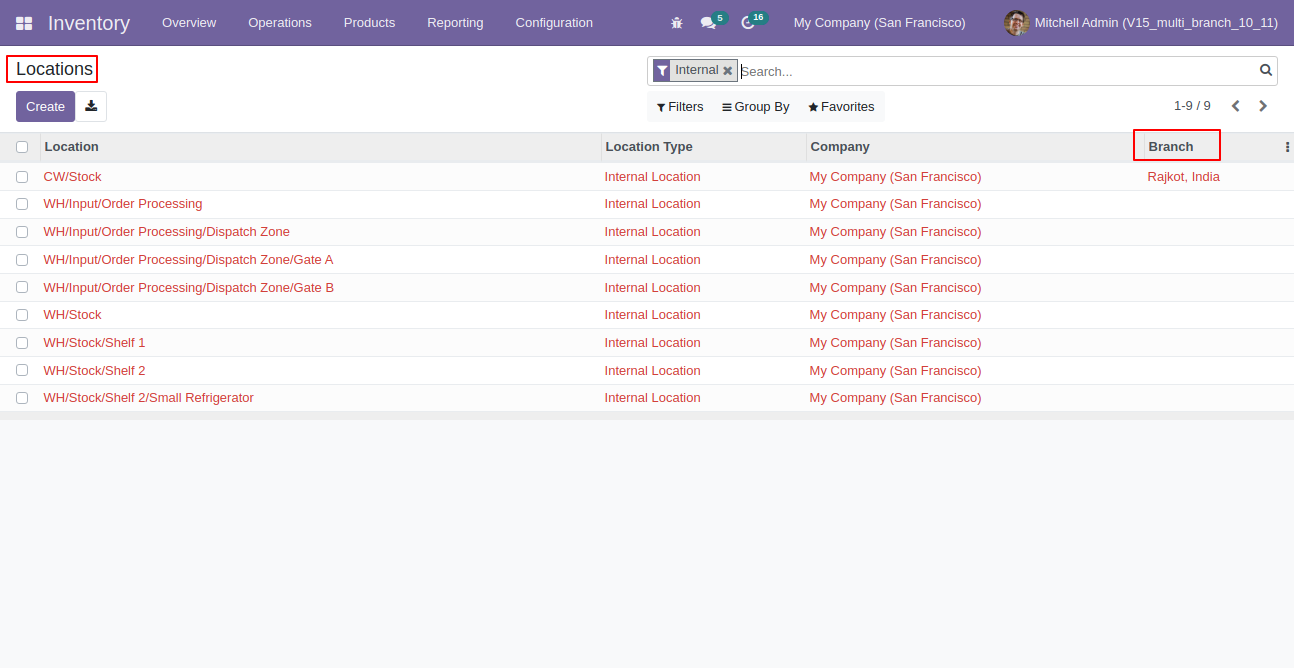 Inventory Overview Operations Products Reporting Configuration 5 16 My Company (San Francisco) Mitchell Admin (V15_multi_branch_10_11)
Locations
Internal Search...
Create
Filters Group By Favorites 1-9 / 9
Location Location Type Company Branch
CW/Stock Internal Location My Company (San Francisco) Rajkot, India
WH/Input/Order Processing Internal Location My Company (San Francisco)
WH/Input/Order Processing/Dispatch Zone Internal Location My Company (San Francisco)
WH/Input/Order Processing/Dispatch Zone/Gate A Internal Location My Company (San Francisco)
WH/Input/Order Processing/Dispatch Zone/Gate B Internal Location My Company (San Francisco)
WH/Stock Internal Location My Company (San Francisco)
WH/Stock/Shelf 1 Internal Location My Company (San Francisco)
WH/Stock/Shelf 2 Internal Location My Company (San Francisco)
WH/Stock/Shelf 2/Small Refrigerator Internal Location My Company (San Francisco)